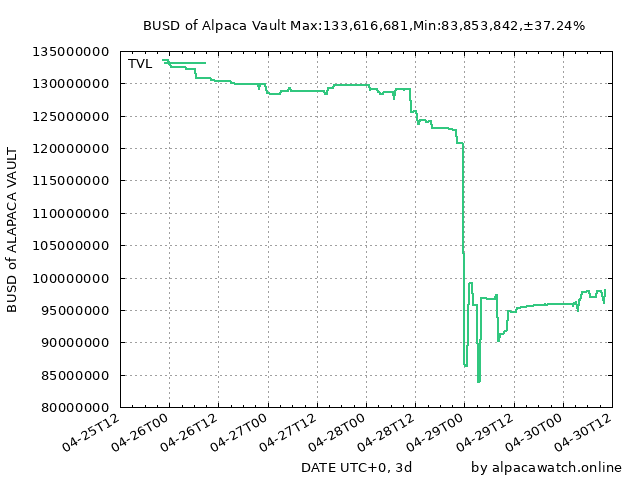 BUSD of Alpaca Vault Max:133,616,681,Min:83,853,842,±37.24%
TVL
135000000
130000000
125000000
120000000
115000000
110000000
105000000
100000000
95000000
90000000
85000000
80000000
BUSD of ALAPACA VAULT
04-25T12
04-26T00
04-26T12
04-27T00
04-27T12
04-28T00
04-28T12
04-29T00
04-29T12
04-30T00
04-30T12
DATE UTC+0, 3d
by alpacawatch.online